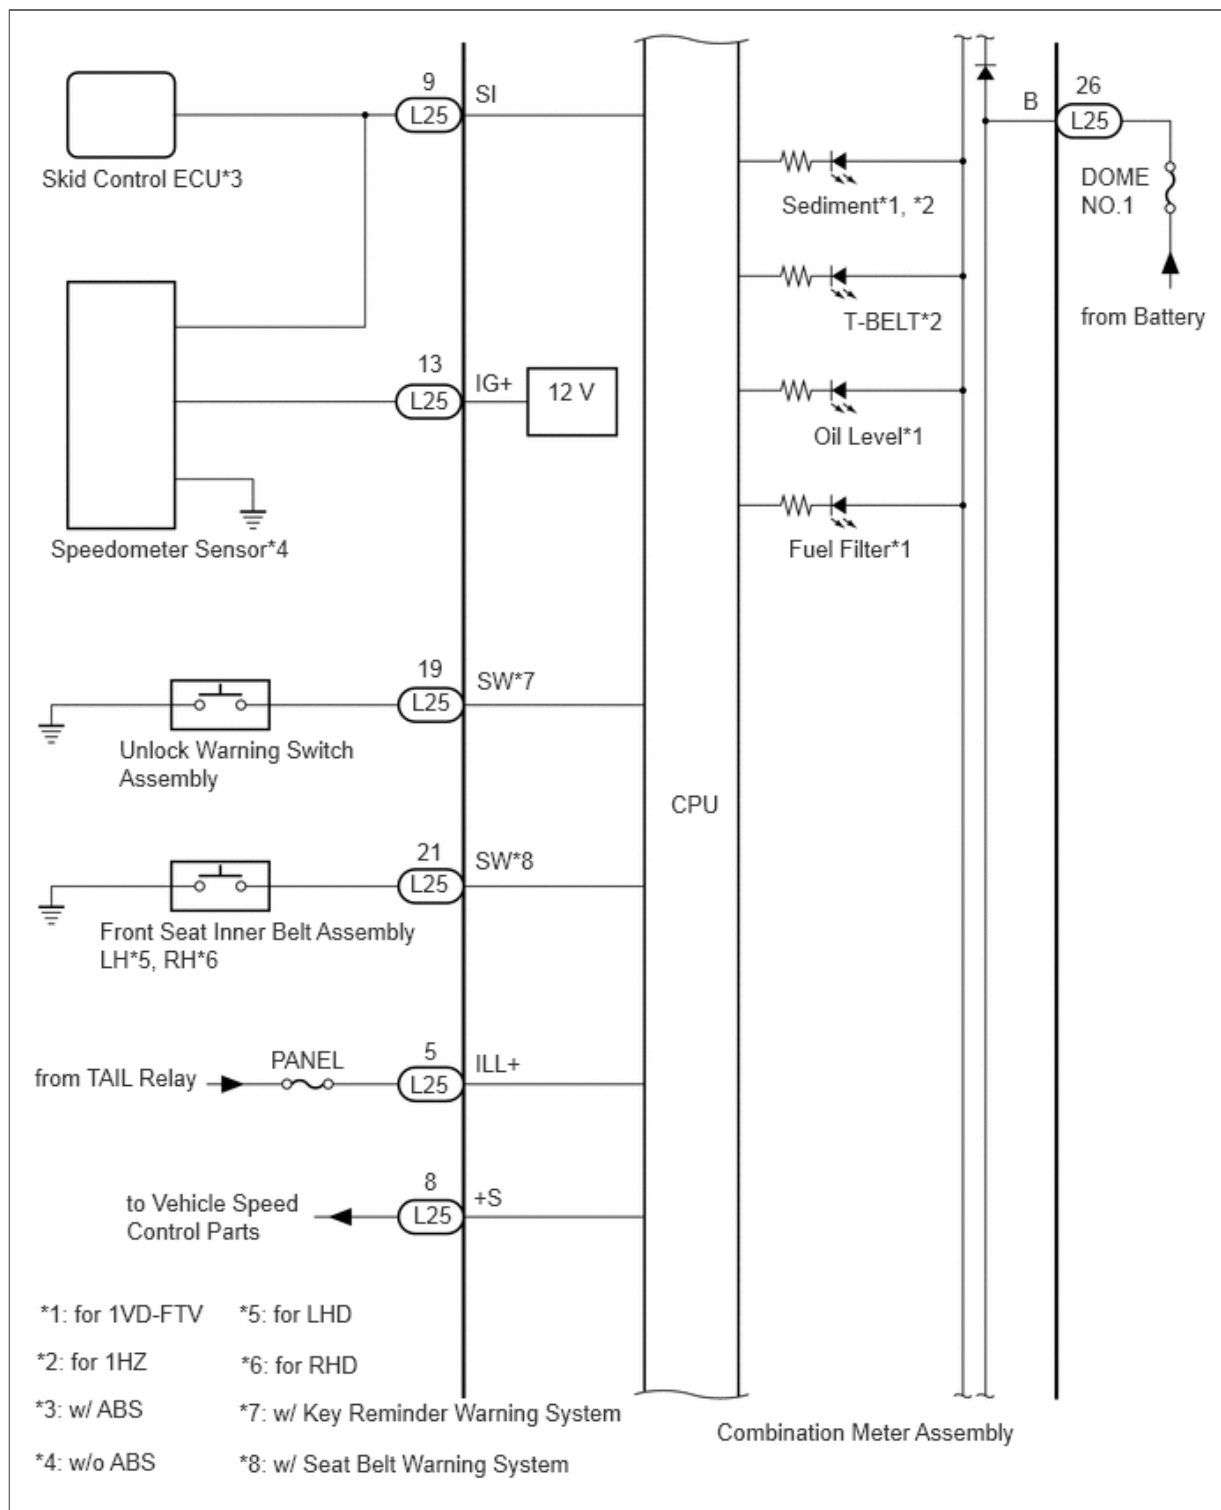 9
SI
L25
Skid Control ECU*3
26
B
L25
DOME
NO.1
from Battery
Sediment*1, *2
T-BELT*2
Oil Level*1
Fuel Filter*1
13
IG+
L25
12 V
Speedometer Sensor*4
19
SW*7
L25
Unlock Warning Switch
Assembly
CPU
21
SW*8
L25
Front Seat Inner Belt Assembly
LH*5, RH*6
from TAIL Relay
PANEL
5
ILL+
L25
8
+S
L25
to Vehicle Speed
Control Parts
*1: for 1VD-FTV
*5: for LHD
*2: for 1HZ
*6: for RHD
*3: w/ ABS
*7: w/ Key Reminder Warning System
*4: w/o ABS
*8: w/ Seat Belt Warning System
Combination Meter Assembly